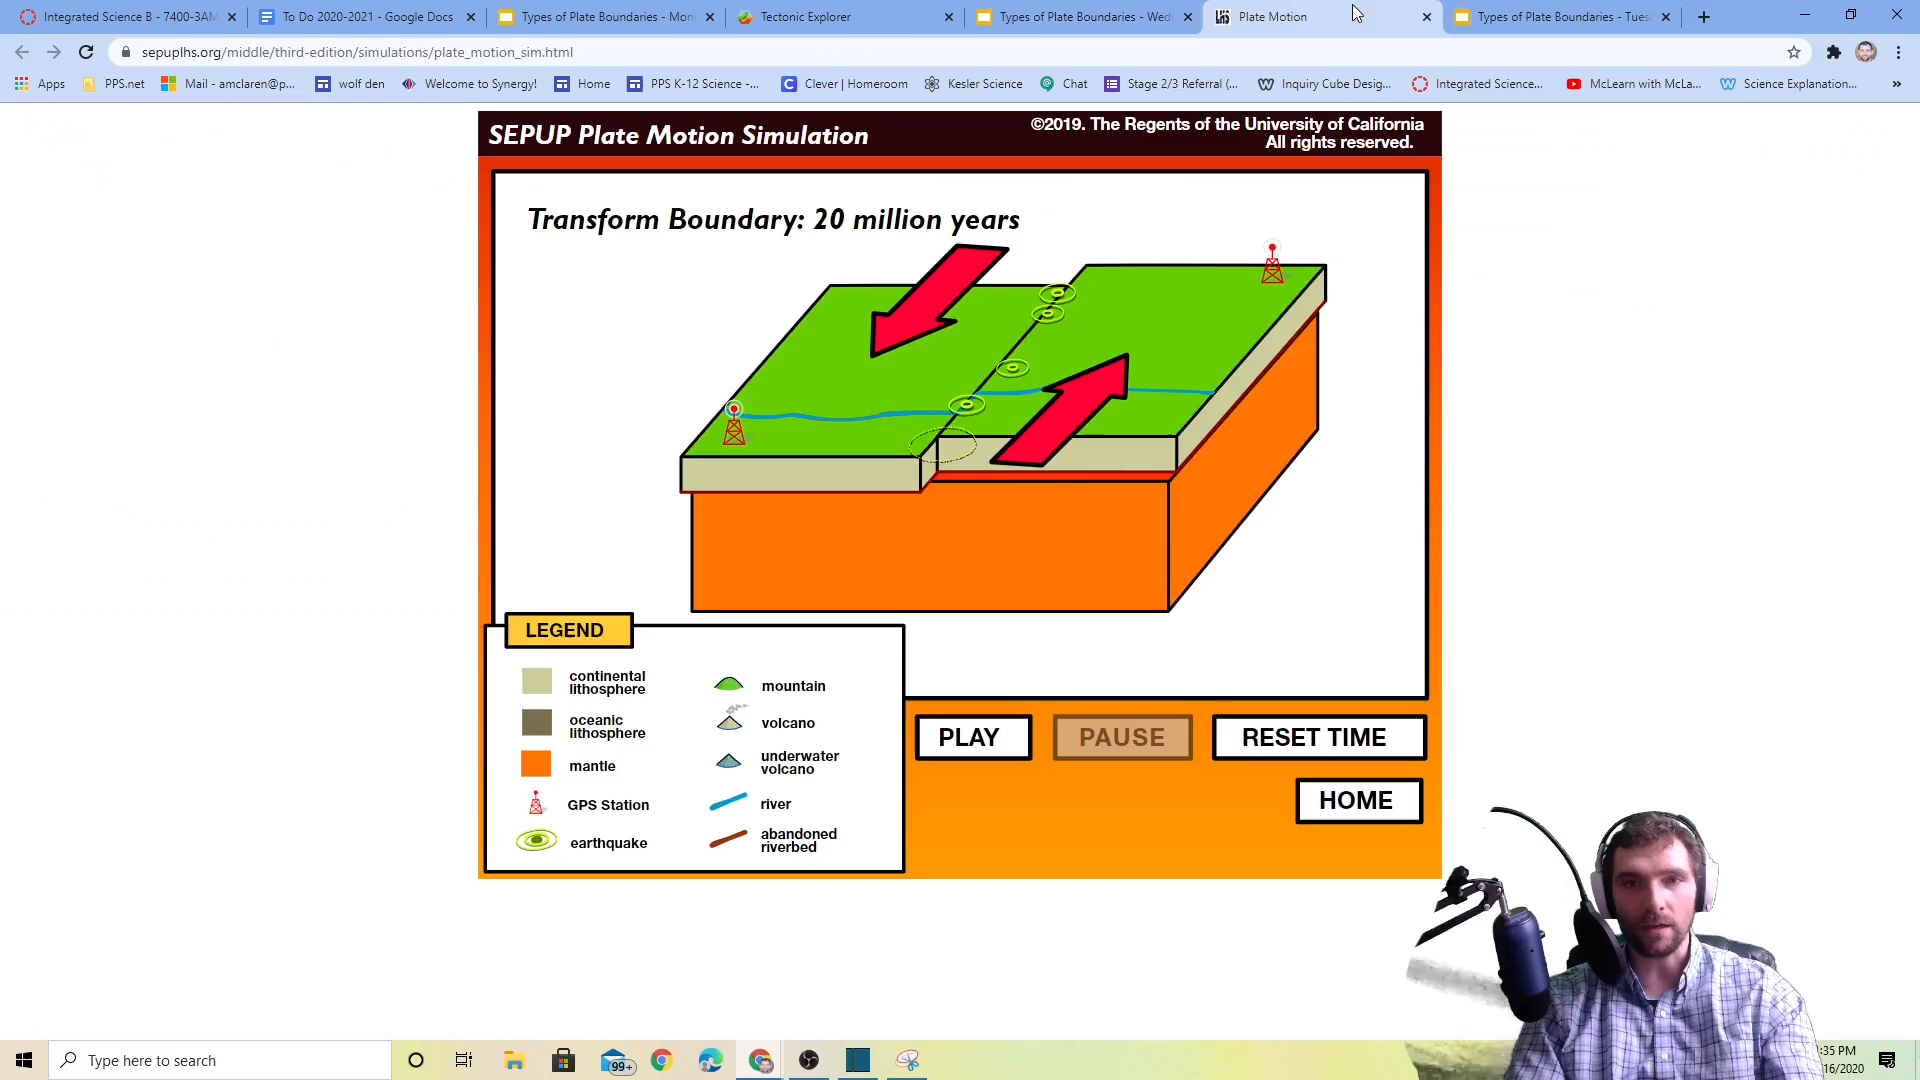 Integrated Science B - 7400-3AM
To Do 2020-2021 - Google Docs
Types of Plate Boundaries - Mon
Tectonic Explorer
Types of Plate Boundaries - Wed
Plate Motion
Types of Plate Boundaries - Tues
sepuplhs.org/middle/third-edition/simulations/plate_motion_sim.html
Apps
PPS.net
Mail - amclaren@p...
wolf den
Welcome to Synergy!
Home
PPS K-12 Science -...
Clever | Homeroom
Kesler Science
Chat
Stage 2/3 Referral (...
Inquiry Cube Desig...
Integrated Science...
McLearn with McLa...
Science Explanation...
»
SEPUP Plate Motion Simulation
©2019. The Regents of the University of California
All rights reserved.
Transform Boundary: 20 million years
LEGEND
continental
lithosphere
oceanic
lithosphere
mantle
GPS Station
earthquake
mountain
volcano
underwater
volcano
river
abandoned
riverbed
PLAY
PAUSE
RESET TIME
HOME
Type here to search
99+
:35 PM
16/2020